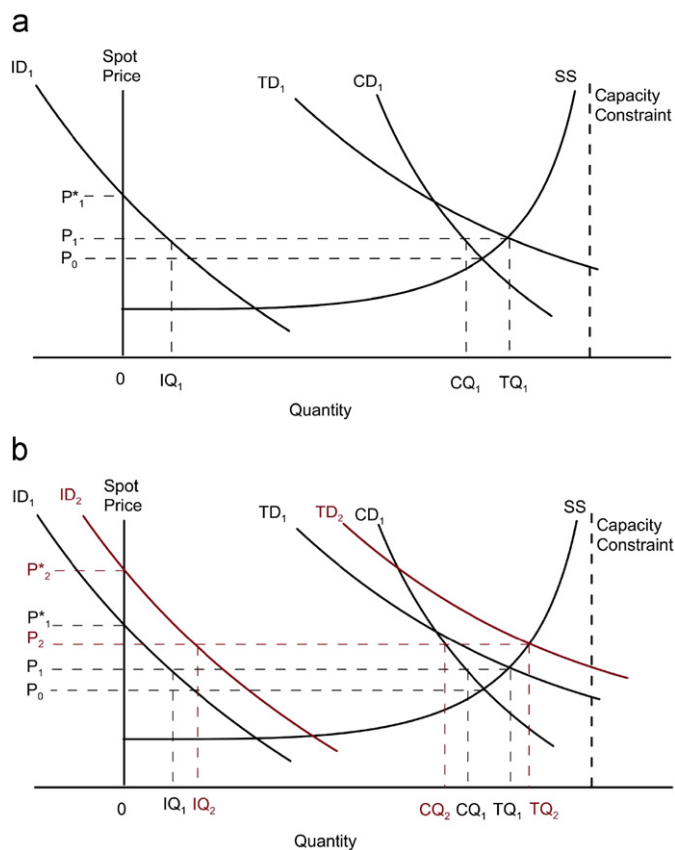 a
Spot
Price
ID₁
TD₁
CD₁
SS
Capacity
Constraint
P*₁
P₁
P₀
0
IQ₁
CQ₁
TQ₁
Quantity
b
Spot
Price
ID₁
ID₂
TD₁
TD₂
CD₁
SS
Capacity
Constraint
P*₂
P*₁
P₂
P₁
P₀
0
IQ₁
IQ₂
CQ₂
CQ₁
TQ₁
TQ₂
Quantity